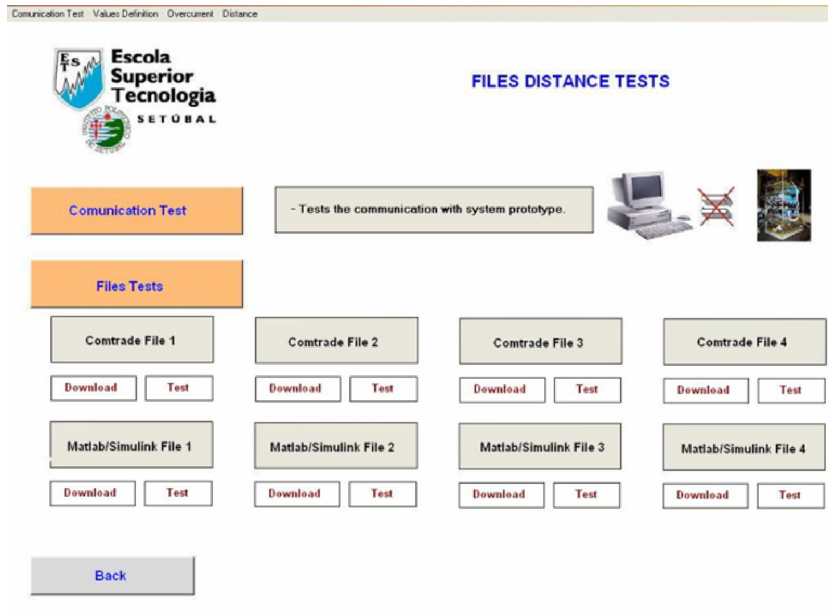 Comunication Test Values Definition Overcurrent Distance
Escola
Superior
Tecnologia
SETÚBAL
FILES DISTANCE TESTS
Comunication Test
- Tests the communication with system prototype.
Files Tests
Comtrade File 1 Comtrade File 2 Comtrade File 3 Comtrade File 4
Download Test Download Test Download Test Download Test
Matlab/Simulink File 1 Matlab/Simulink File 2 Matlab/Simulink File 3 Matlab/Simulink File 4
Download Test Download Test Download Test Download Test
Back